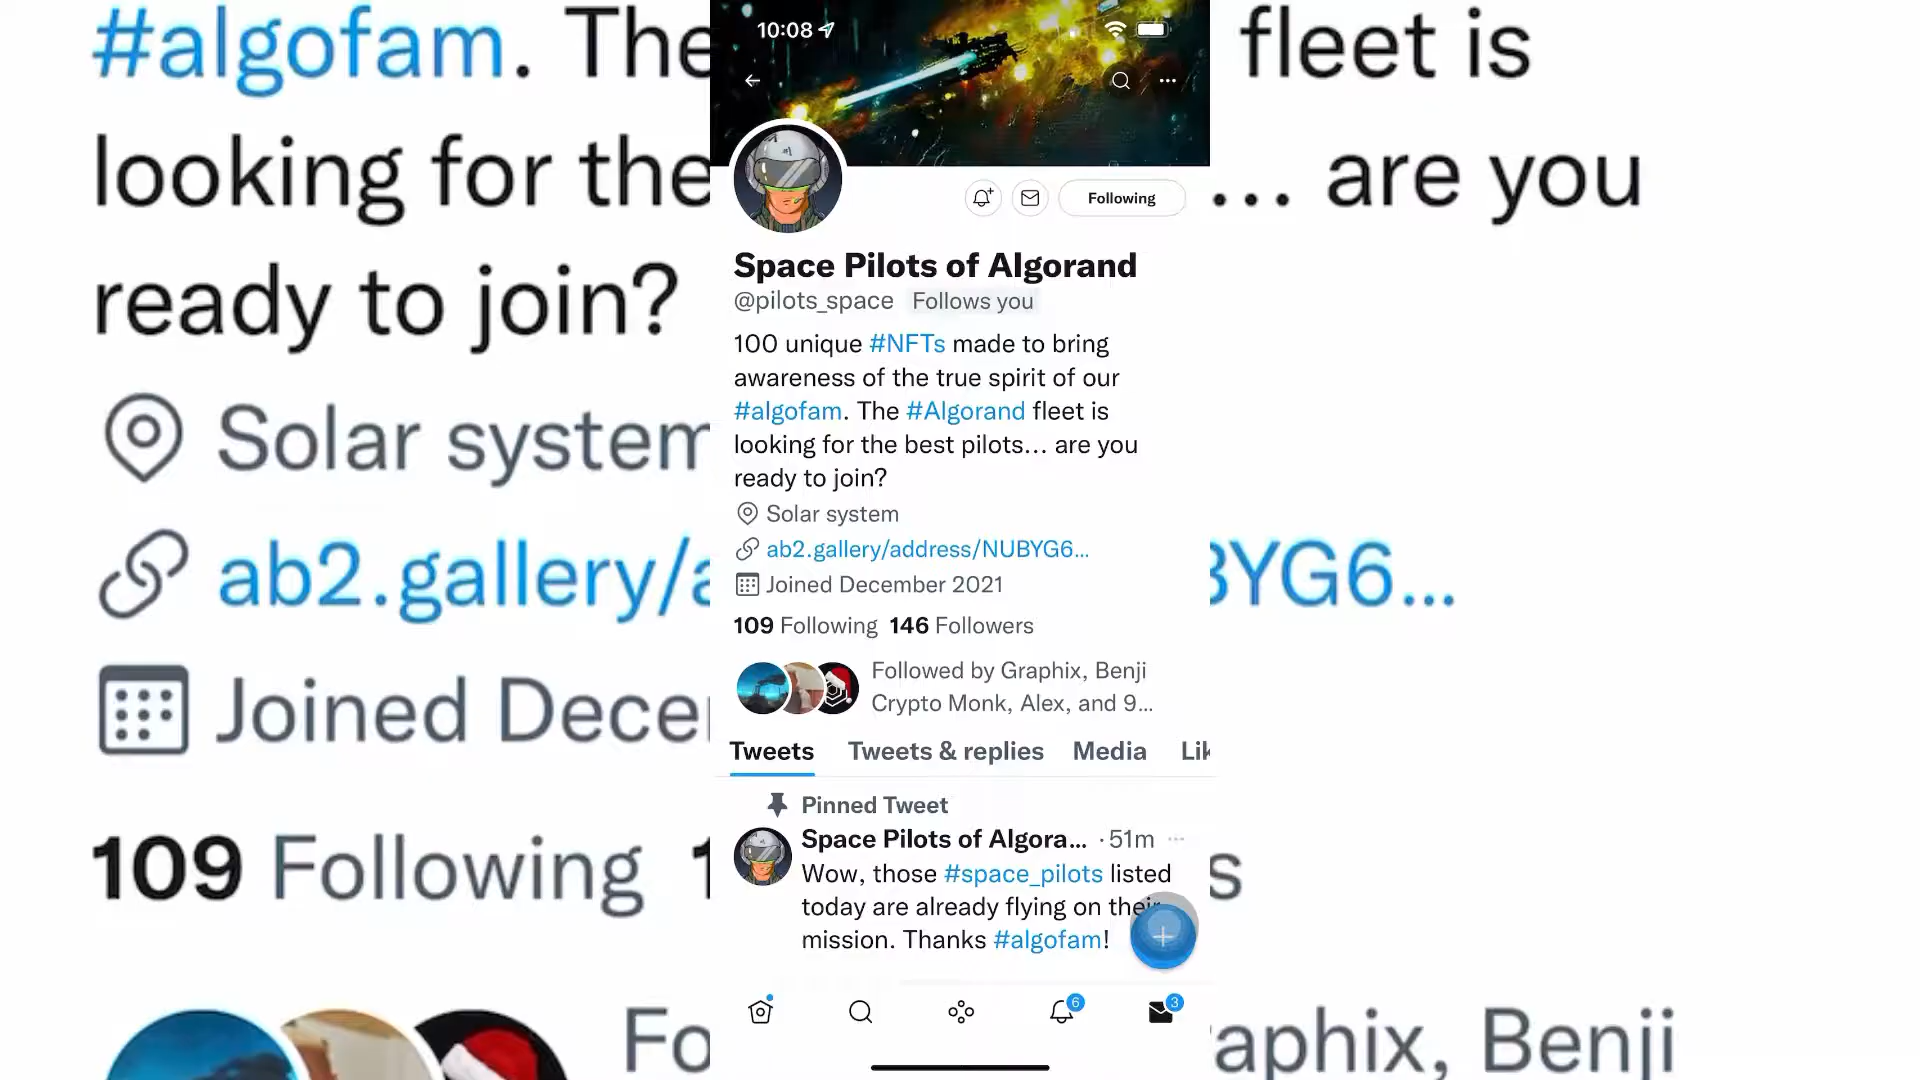 #algofam. The
looking for the
ready to join?
Solar system
ab2.gallery/
Joined Dece
109 Following
Fo
10:08
#1
Following
Space Pilots of Algorand
@pilots_space Follows you
100 unique #NFTs made to bring
awareness of the true spirit of our
#algofam. The #Algorand fleet is
looking for the best pilots... are you
ready to join?
Solar system
ab2.gallery/address/NUBYG6...
Joined December 2021
109 Following 146 Followers
Followed by Graphix, Benji
Crypto Monk, Alex, and 9...
Tweets Tweets & replies Media Lik
Pinned Tweet
Space Pilots of Algora... · 51m
Wow, those #space_pilots listed
today are already flying on their
mission. Thanks #algofam!
6 3
fleet is
... are you
BYG6...
s
aphix, Benji